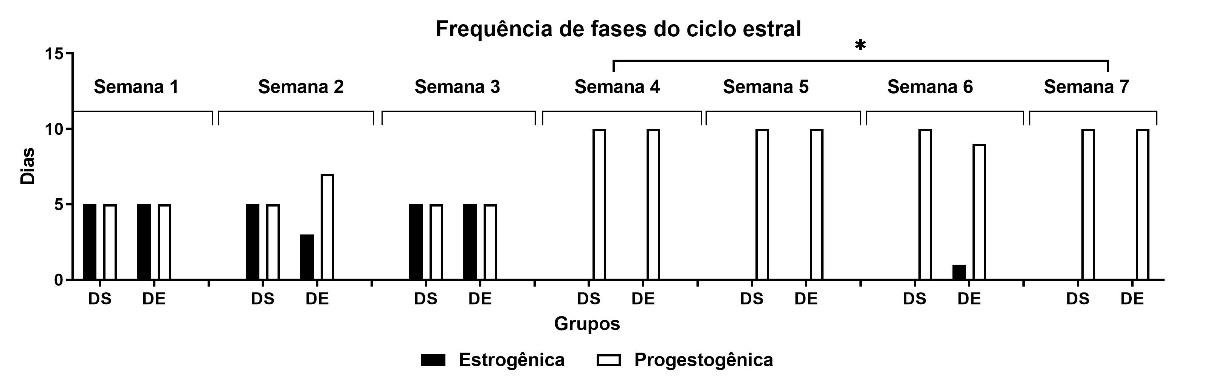 Frequência de fases do ciclo estral
*
15
Semana 1 Semana 2 Semana 3 Semana 4 Semana 5 Semana 6 Semana 7
10
Dias
5
0
DS DE DS DE DS DE DS DE DS DE DS DE DS DE
Grupos
Estrogênica Progestogênica